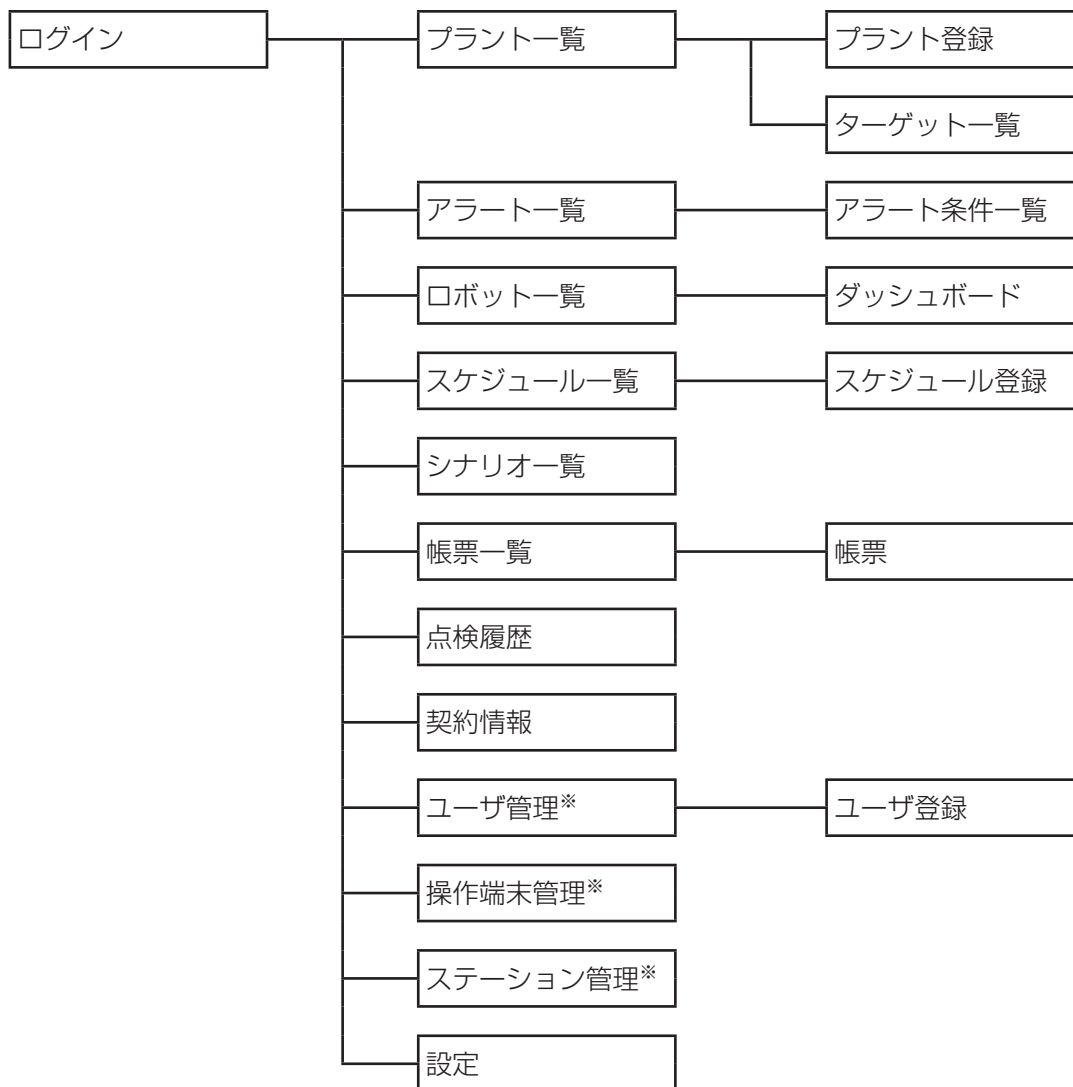 ログイン
プラント一覧
プラント登録
ターゲット一覧
アラート一覧
アラート条件一覧
ロボット一覧
ダッシュボード
スケジュール一覧
スケジュール登録
シナリオ一覧
帳票一覧
帳票
点検履歴
契約情報
ユーザ管理※
ユーザ登録
操作端末管理※
ステーション管理※
設定